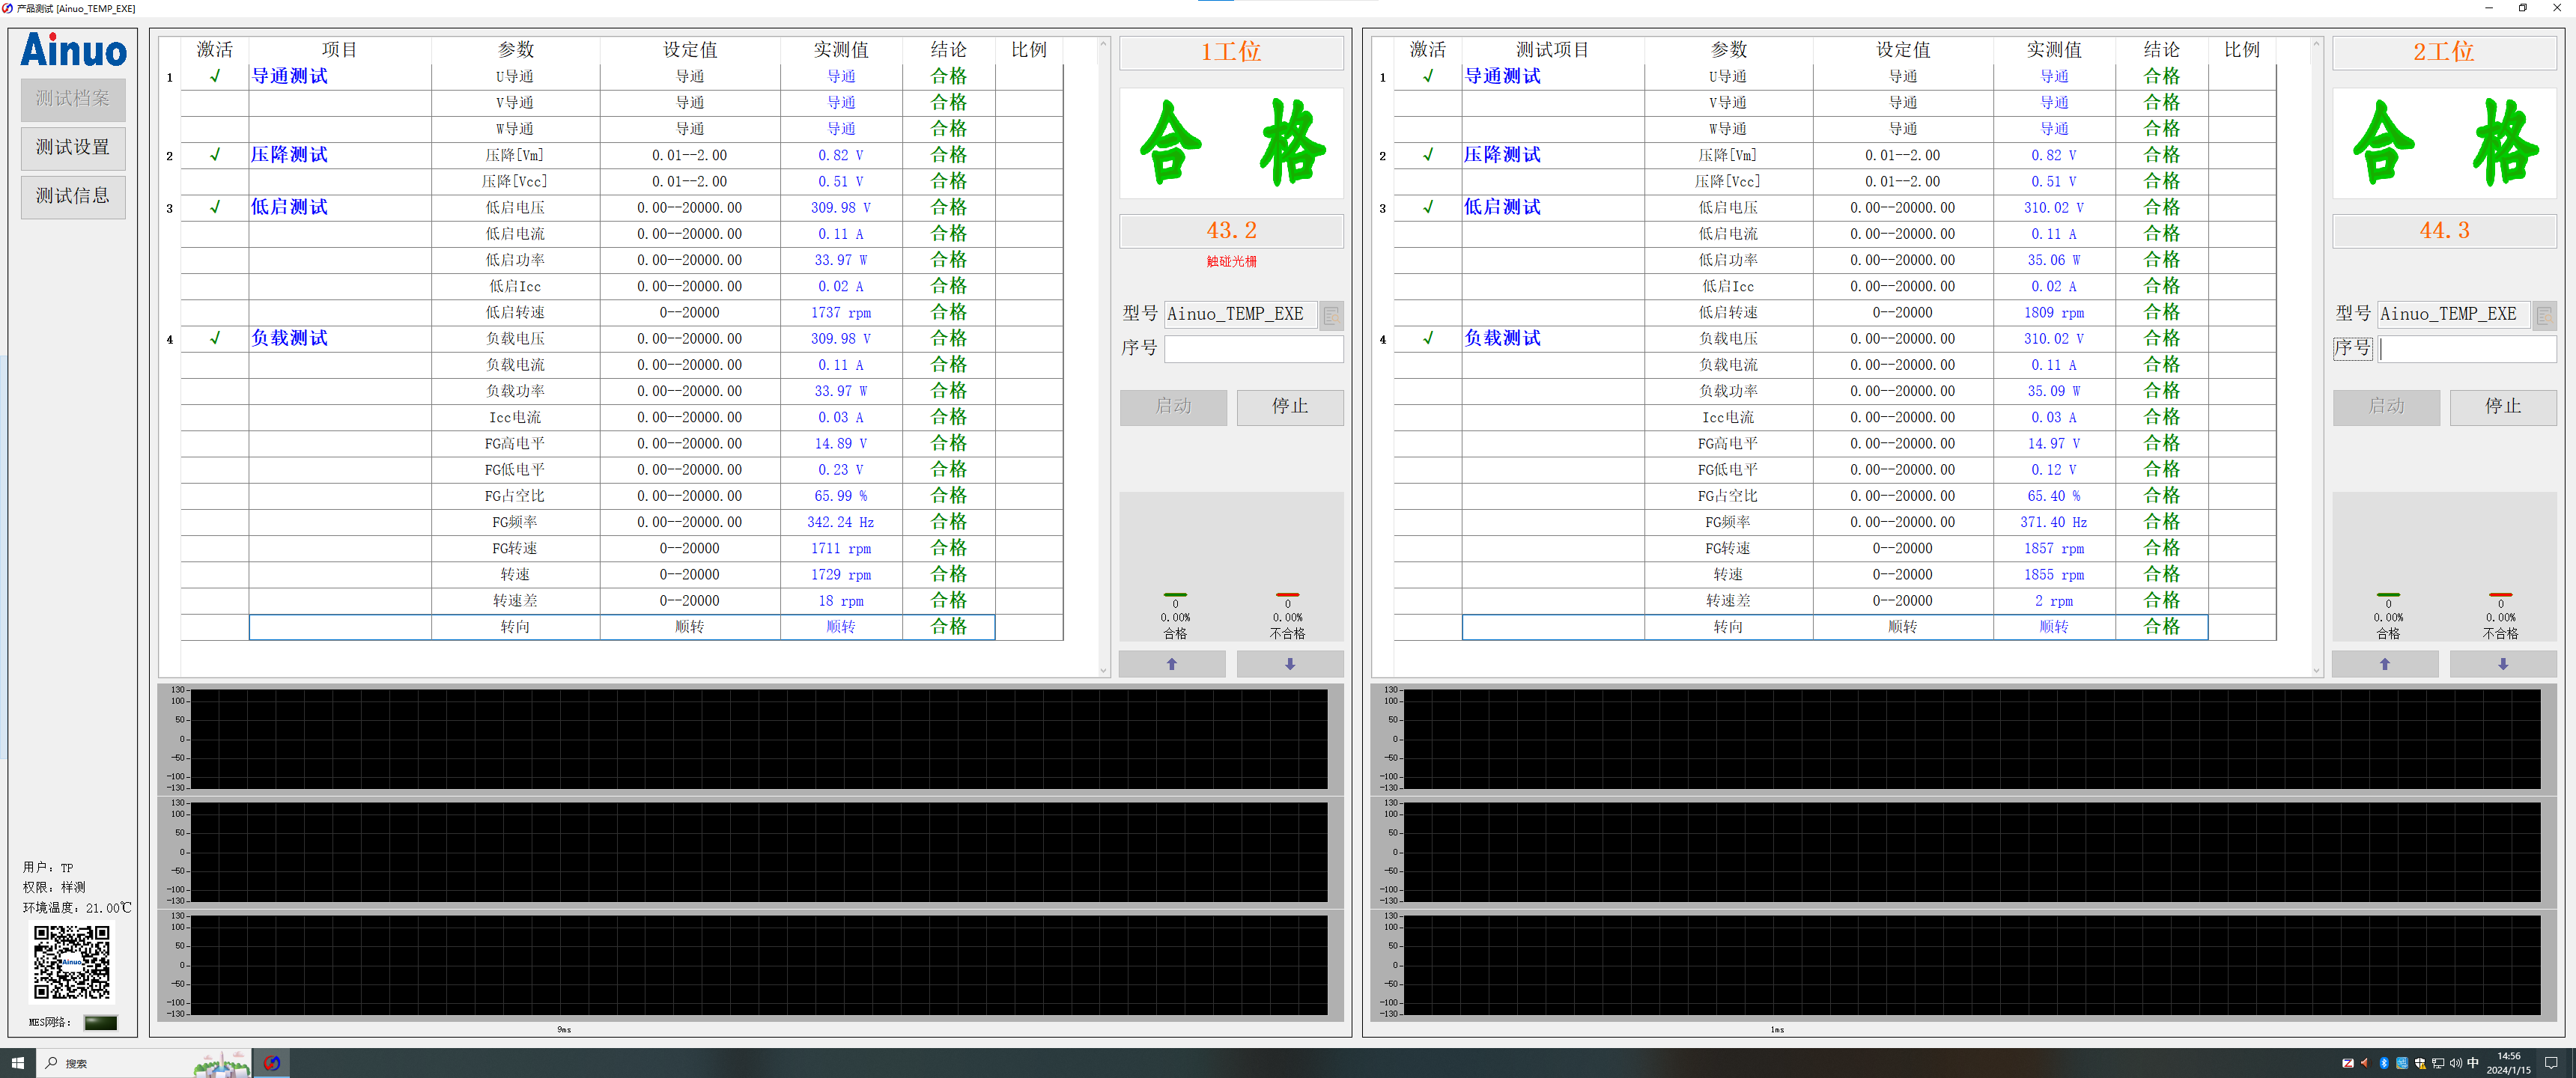 产品测试 [Ainuo_TEMP_EXE]
Ainuo
测试档案
测试设置
测试信息
用户: TP
权限: 样测
环境温度: 21.00℃
Ainuo
MES网络:
激活 项目 参数 设定值 实测值 结论 比例
1 √ 导通测试 U导通 导通 导通 合格
V导通 导通 导通 合格
W导通 导通 导通 合格
2 √ 压降测试 压降[Vm] 0.01--2.00 0.82 V 合格
压降[Vcc] 0.01--2.00 0.51 V 合格
3 √ 低启测试 低启电压 0.00--20000.00 309.98 V 合格
低启电流 0.00--20000.00 0.11 A 合格
低启功率 0.00--20000.00 33.97 W 合格
低启Icc 0.00--20000.00 0.02 A 合格
低启转速 0--20000 1737 rpm 合格
4 √ 负载测试 负载电压 0.00--20000.00 309.98 V 合格
负载电流 0.00--20000.00 0.11 A 合格
负载功率 0.00--20000.00 33.97 W 合格
Icc电流 0.00--20000.00 0.03 A 合格
FG高电平 0.00--20000.00 14.89 V 合格
FG低电平 0.00--20000.00 0.23 V 合格
FG占空比 0.00--20000.00 65.99 % 合格
FG频率 0.00--20000.00 342.24 Hz 合格
FG转速 0--20000 1711 rpm 合格
转速 0--20000 1729 rpm 合格
转速差 0--20000 18 rpm 合格
转向 顺转 顺转 合格
1工位
合 格
43.2
触碰光栅
型号 Ainuo_TEMP_EXE
序号
启动 停止
0 0
0.00% 0.00%
合格 不合格
130
100
50
0
-50
-100
-130
130
100
50
0
-50
-100
-130
130
100
50
0
-50
-100
-130
9ms
激活 测试项目 参数 设定值 实测值 结论 比例
1 √ 导通测试 U导通 导通 导通 合格
V导通 导通 导通 合格
W导通 导通 导通 合格
2 √ 压降测试 压降[Vm] 0.01--2.00 0.82 V 合格
压降[Vcc] 0.01--2.00 0.51 V 合格
3 √ 低启测试 低启电压 0.00--20000.00 310.02 V 合格
低启电流 0.00--20000.00 0.11 A 合格
低启功率 0.00--20000.00 35.06 W 合格
低启Icc 0.00--20000.00 0.02 A 合格
低启转速 0--20000 1809 rpm 合格
4 √ 负载测试 负载电压 0.00--20000.00 310.02 V 合格
负载电流 0.00--20000.00 0.11 A 合格
负载功率 0.00--20000.00 35.09 W 合格
Icc电流 0.00--20000.00 0.03 A 合格
FG高电平 0.00--20000.00 14.97 V 合格
FG低电平 0.00--20000.00 0.12 V 合格
FG占空比 0.00--20000.00 65.40 % 合格
FG频率 0.00--20000.00 371.40 Hz 合格
FG转速 0--20000 1857 rpm 合格
转速 0--20000 1855 rpm 合格
转速差 0--20000 2 rpm 合格
转向 顺转 顺转 合格
2工位
合 格
44.3
型号 Ainuo_TEMP_EXE
序号
启动 停止
0 0
0.00% 0.00%
合格 不合格
130
100
50
0
-50
-100
-130
130
100
50
0
-50
-100
-130
130
100
50
0
-50
-100
-130
1ms
搜索
中
14:56
2024/1/15